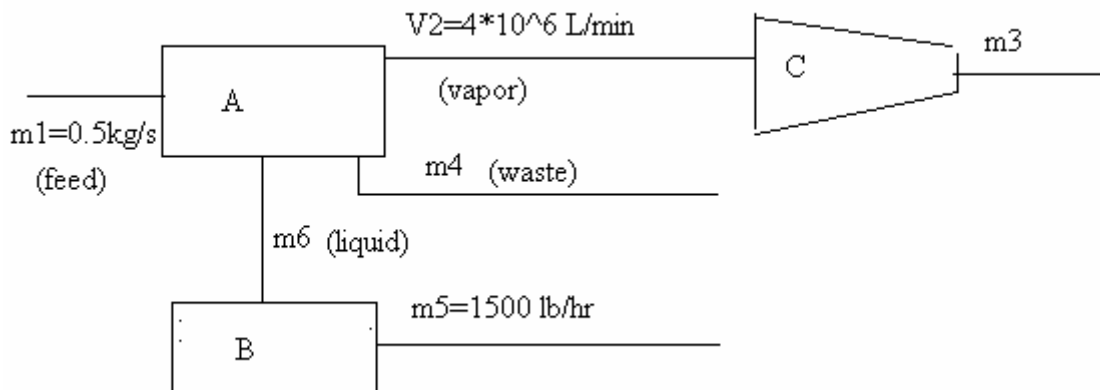 V2=4*10^6 L/min
m3
C
A
(vapor)
m1=0.5kg/s
(feed)
m4 (waste)
m6 (liquid)
m5=1500 lb/hr
B